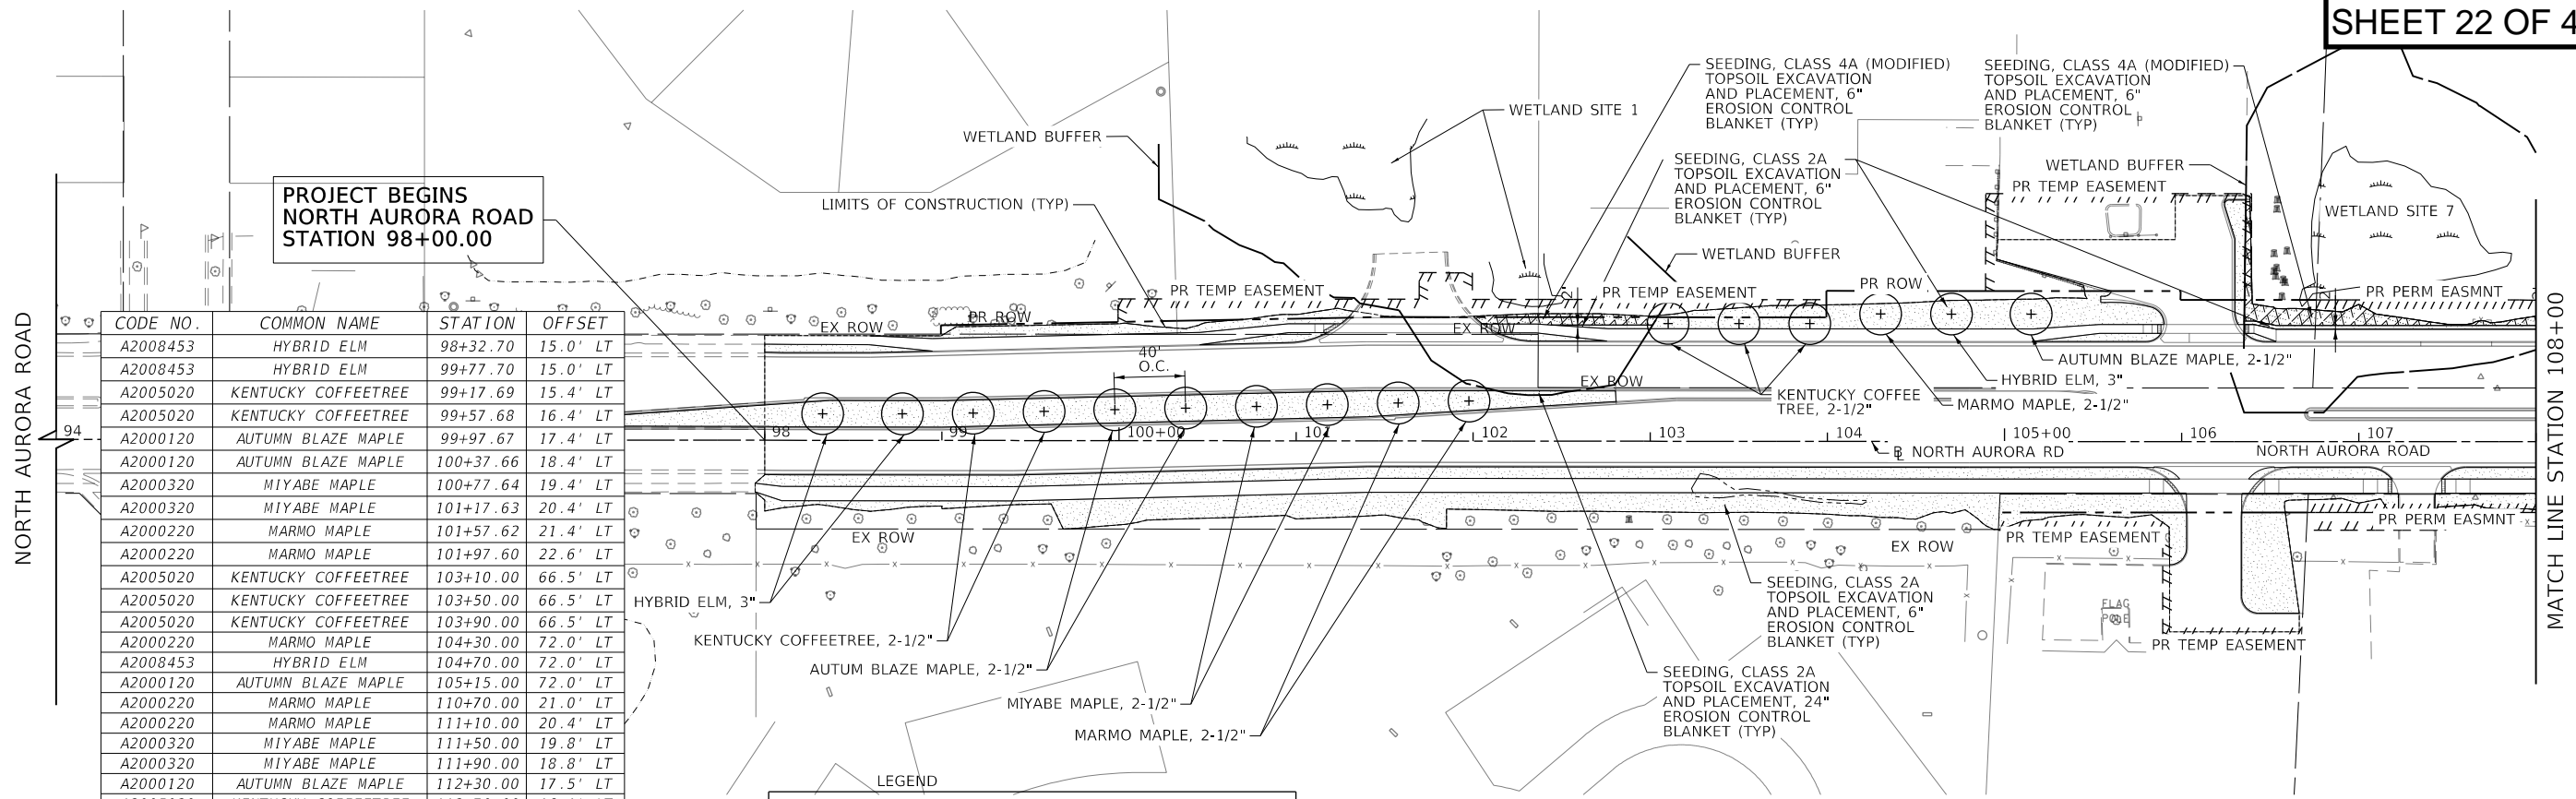 SHEET 22 OF 4
SEEDING, CLASS 4A (MODIFIED)
TOPSOIL EXCAVATION
AND PLACEMENT, 6"
EROSION CONTROL
BLANKET (TYP)
SEEDING, CLASS 4A (MODIFIED)
TOPSOIL EXCAVATION
AND PLACEMENT, 6"
EROSION CONTROL
BLANKET (TYP)
WETLAND SITE 1
WETLAND BUFFER
SEEDING, CLASS 2A
TOPSOIL EXCAVATION
AND PLACEMENT, 6"
EROSION CONTROL
BLANKET (TYP)
WETLAND BUFFER
PR TEMP EASEMENT
WETLAND SITE 7
PROJECT BEGINS
NORTH AURORA ROAD
STATION 98+00.00
LIMITS OF CONSTRUCTION (TYP)
WETLAND BUFFER
PR TEMP EASEMENT
PR TEMP EASEMENT
PR ROW
PR PERM EASMNT
PR ROW
EX ROW
EX ROW
EX ROW
40'
O.C.
AUTUMN BLAZE MAPLE, 2-1/2"
HYBRID ELM, 3"
MARMO MAPLE, 2-1/2"
KENTUCKY COFFEE
TREE, 2-1/2"
NORTH AURORA ROAD
94
98
99
100+00
101
102
103
104
105+00
106
107
B NORTH AURORA RD
NORTH AURORA ROAD
MATCH LINE STATION 108+00
CODE NO. COMMON NAME STATION OFFSET
A2008453 HYBRID ELM 98+32.70 15.0' LT
A2008453 HYBRID ELM 99+77.70 15.0' LT
A2005020 KENTUCKY COFFEETREE 99+17.69 15.4' LT
A2005020 KENTUCKY COFFEETREE 99+57.68 16.4' LT
A2000120 AUTUMN BLAZE MAPLE 99+97.67 17.4' LT
A2000120 AUTUMN BLAZE MAPLE 100+37.66 18.4' LT
A2000320 MIYABE MAPLE 100+77.64 19.4' LT
A2000320 MIYABE MAPLE 101+17.63 20.4' LT
A2000220 MARMO MAPLE 101+57.62 21.4' LT
A2000220 MARMO MAPLE 101+97.60 22.6' LT
A2005020 KENTUCKY COFFEETREE 103+10.00 66.5' LT
A2005020 KENTUCKY COFFEETREE 103+50.00 66.5' LT
A2005020 KENTUCKY COFFEETREE 103+90.00 66.5' LT
A2000220 MARMO MAPLE 104+30.00 72.0' LT
A2008453 HYBRID ELM 104+70.00 72.0' LT
A2000120 AUTUMN BLAZE MAPLE 105+15.00 72.0' LT
A2000220 MARMO MAPLE 110+70.00 21.0' LT
A2000220 MARMO MAPLE 111+10.00 20.4' LT
A2000320 MIYABE MAPLE 111+50.00 19.8' LT
A2000320 MIYABE MAPLE 111+90.00 18.8' LT
A2000120 AUTUMN BLAZE MAPLE 112+30.00 17.5' LT
EX ROW
EX ROW
PR TEMP EASEMENT
PR PERM EASMNT
FLAG
POLE
PR TEMP EASEMENT
HYBRID ELM, 3"
KENTUCKY COFFEETREE, 2-1/2"
AUTUM BLAZE MAPLE, 2-1/2"
MIYABE MAPLE, 2-1/2"
MARMO MAPLE, 2-1/2"
SEEDING, CLASS 2A
TOPSOIL EXCAVATION
AND PLACEMENT, 6"
EROSION CONTROL
BLANKET (TYP)
SEEDING, CLASS 2A
TOPSOIL EXCAVATION
AND PLACEMENT, 24"
EROSION CONTROL
BLANKET (TYP)
LEGEND